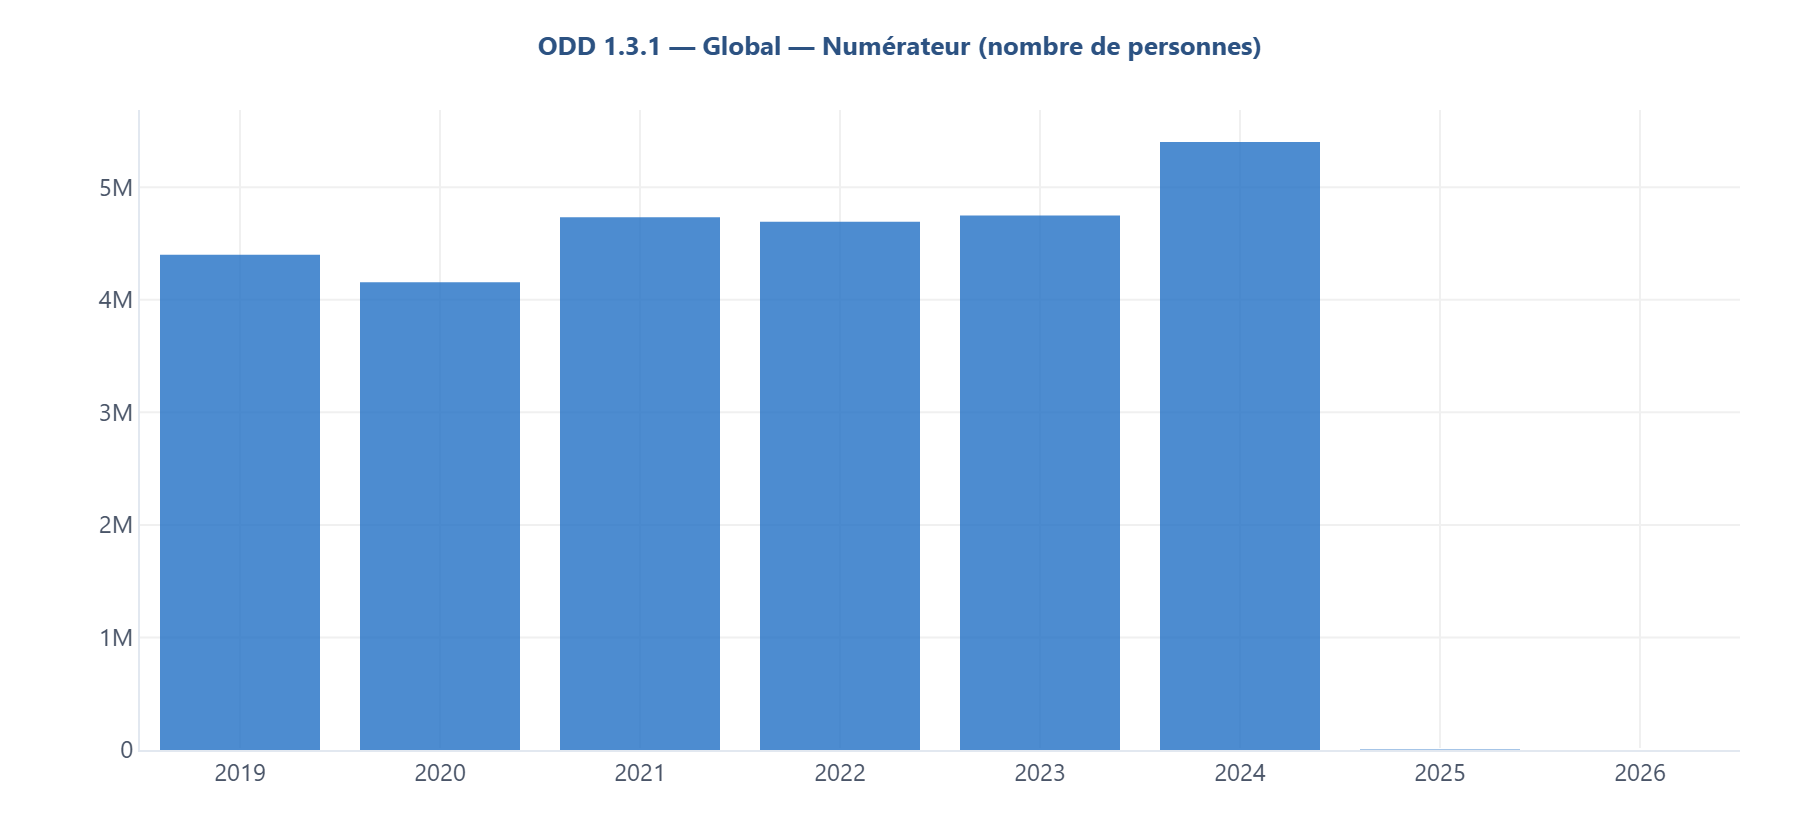 ODD 1.3.1 — Global — Numérateur (nombre de personnes)
5M
4M
3M
2M
1M
0
2019 2020 2021 2022 2023 2024 2025 2026